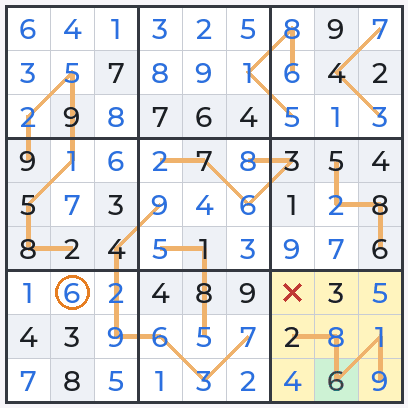 6 4 1 3 2 5 8 9 7
3 5 7 8 9 1 6 4 2
2 9 8 7 6 4 5 1 3
9 1 6 2 7 8 3 5 4
5 7 3 9 4 6 1 2 8
8 2 4 5 1 3 9 7 6
1 6 2 4 8 9 × 3 5
4 3 9 6 5 7 2 8 1
7 8 5 1 3 2 4 6 9